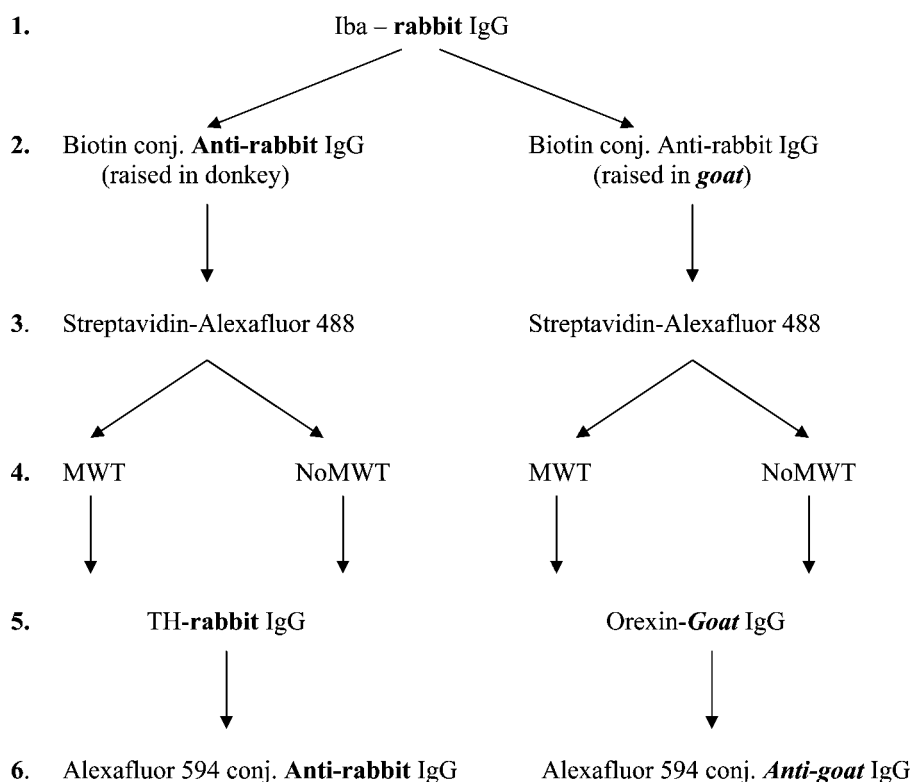 1. Iba – rabbit IgG
2. Biotin conj. Anti-rabbit IgG Biotin conj. Anti-rabbit IgG
(raised in donkey) (raised in goat)
3. Streptavidin-Alexafluor 488 Streptavidin-Alexafluor 488
4. MWT NoMWT MWT NoMWT
5. TH-rabbit IgG Orexin-Goat IgG
6. Alexafluor 594 conj. Anti-rabbit IgG Alexafluor 594 conj. Anti-goat IgG